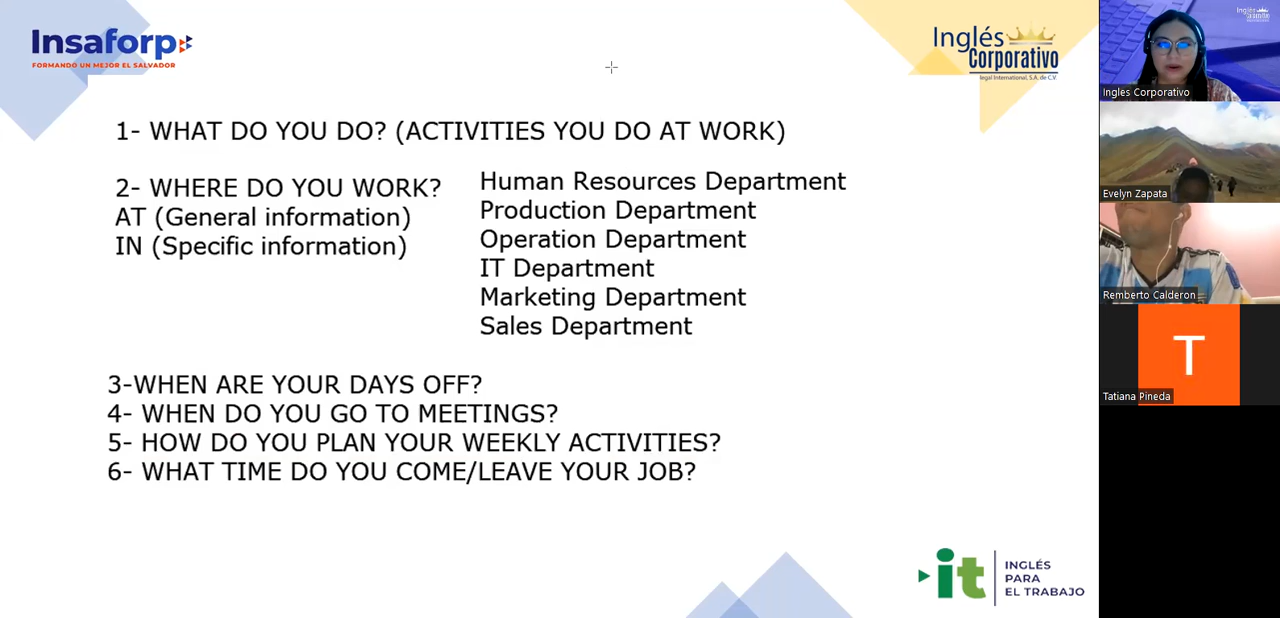 Insaforp
FORMANDO UN MEJOR EL SALVADOR
Inglés
Corporativo
legal International, S.A. de C.V.
1- WHAT DO YOU DO? (ACTIVITIES YOU DO AT WORK)
2- WHERE DO YOU WORK?
AT (General information)
IN (Specific information)
Human Resources Department
Production Department
Operation Department
IT Department
Marketing Department
Sales Department
3-WHEN ARE YOUR DAYS OFF?
4- WHEN DO YOU GO TO MEETINGS?
5- HOW DO YOU PLAN YOUR WEEKLY ACTIVITIES?
6- WHAT TIME DO YOU COME/LEAVE YOUR JOB?
it
INGLÉS
PARA
EL TRABAJO
Ingles Corporativo
Evelyn Zapata
Remberto Calderon
T
Tatiana Pineda